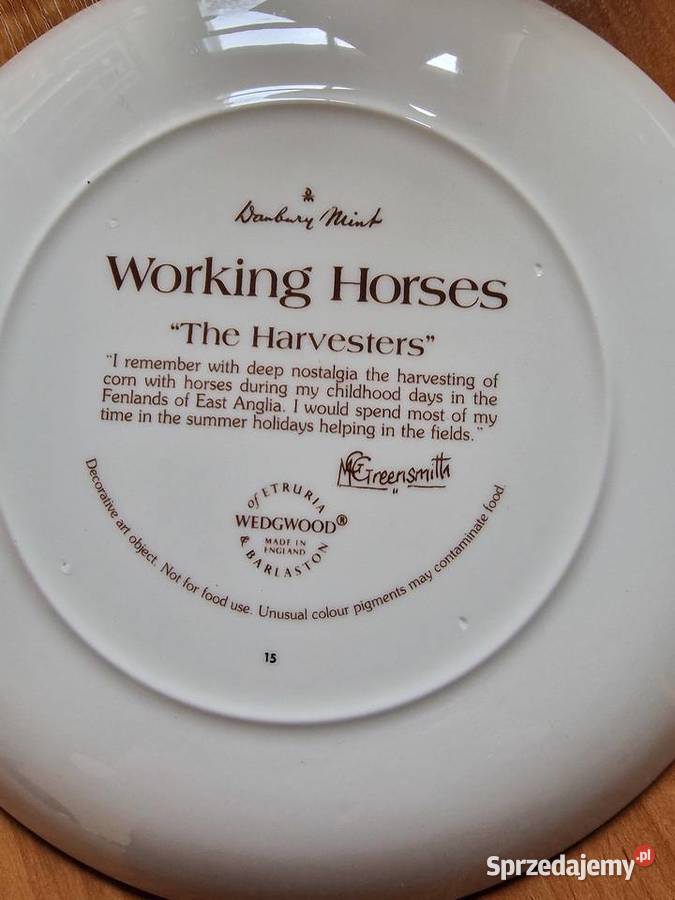 Danbury Mint
Working Horses
"The Harvesters"
"I remember with deep nostalgia the harvesting of
corn with horses during my childhood days in the
Fenlands of East Anglia. I would spend most of my
time in the summer holidays helping in the fields."
Greensmith
of ETRURIA
WEDGWOOD®
MADE IN
ENGLAND
& BARLASTON
Decorative art object. Not for food use. Unusual colour pigments may contaminate food.
15
Sprzedajemy.pl